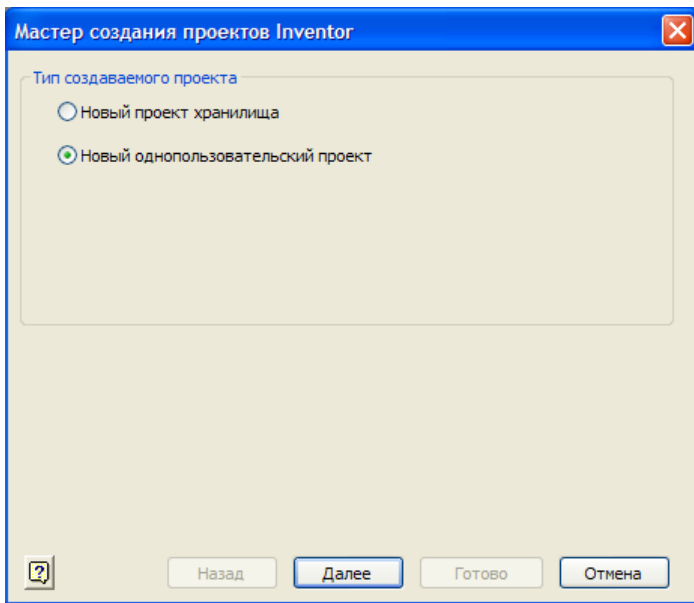 Мастер создания проектов Inventor
Тип создаваемого проекта
Новый проект хранилища
Новый однопользовательский проект
?
Назад
Далее
Готово
Отмена